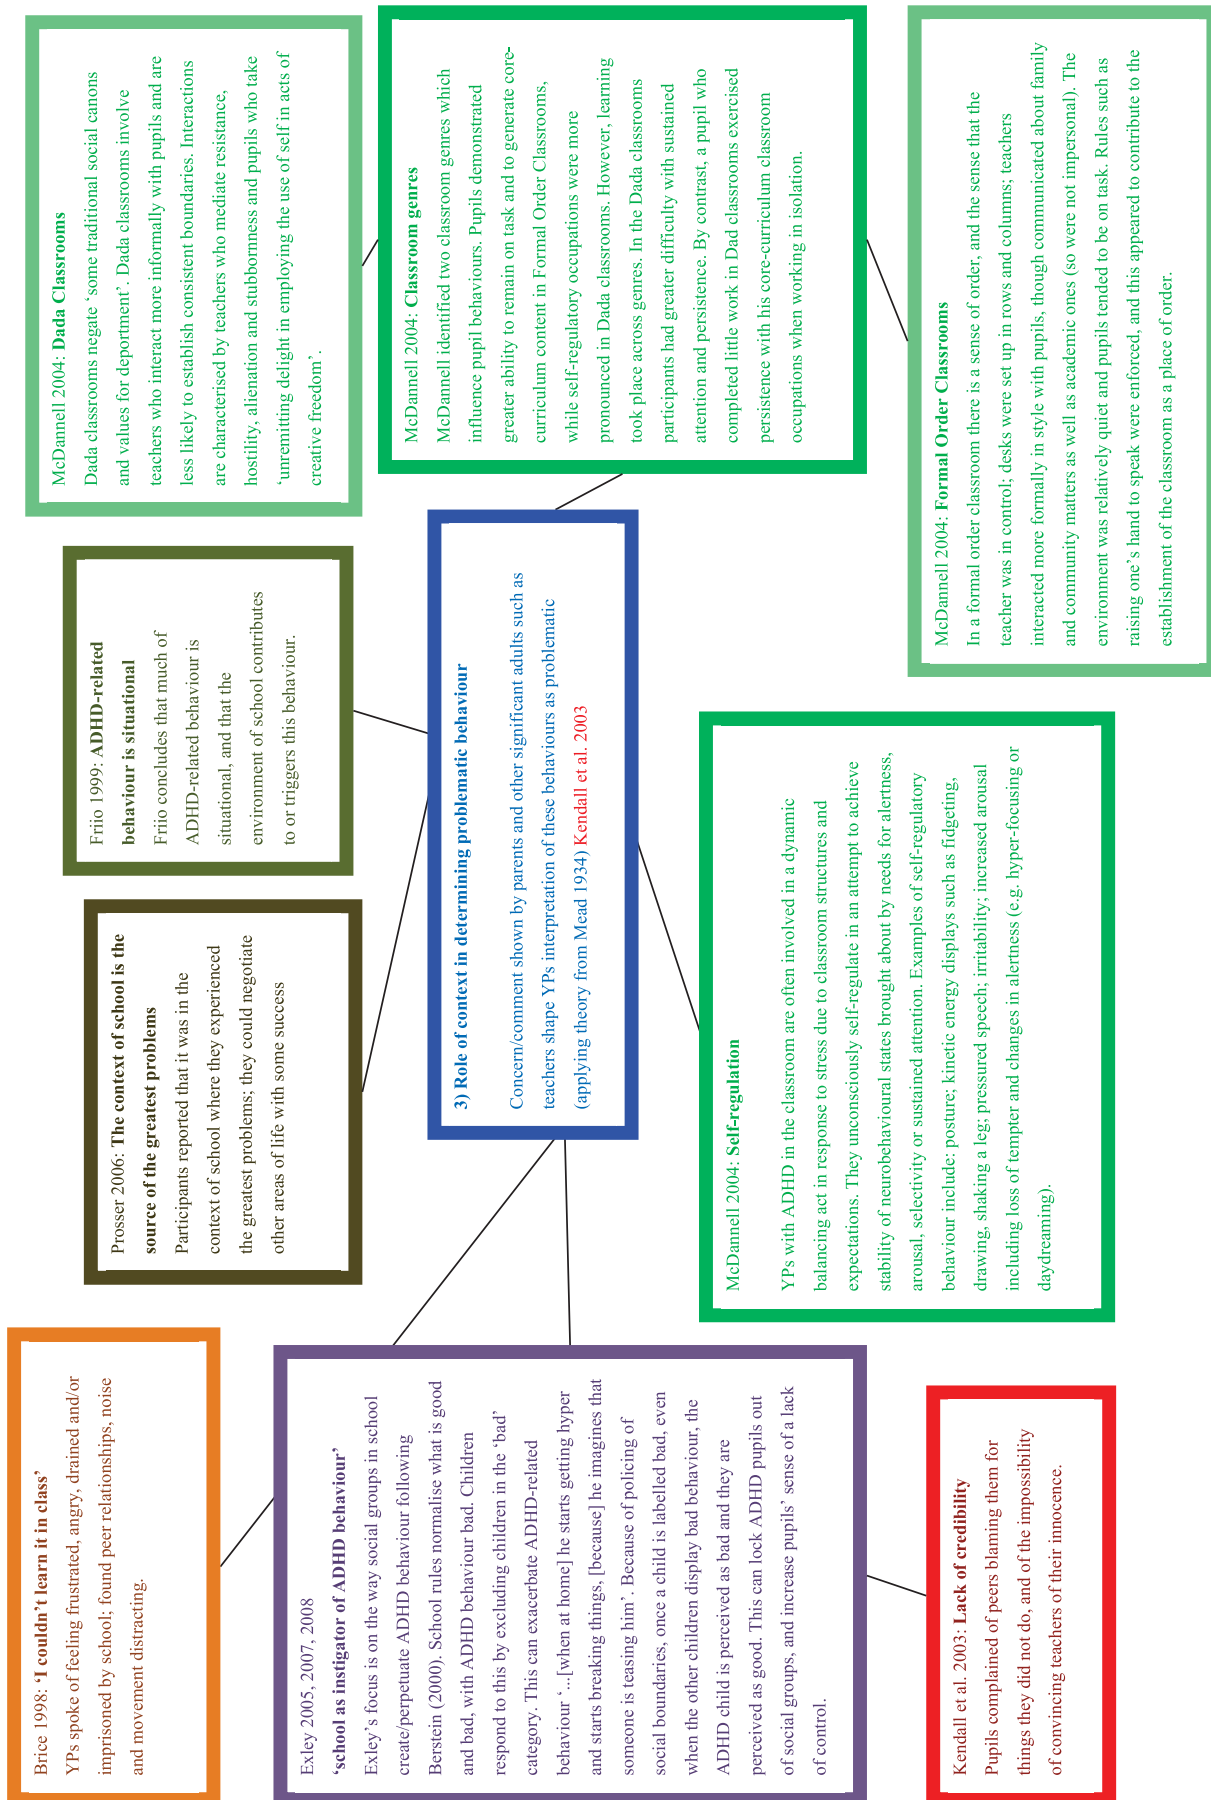 Brice 1998: ‘I couldn’t learn it in class’
YPs spoke of feeling frustrated, angry, drained and/or
imprisoned by school; found peer relationships, noise
and movement distracting.
Prosser 2006: The context of school is the
source of the greatest problems
Participants reported that it was in the
context of school where they experienced
the greatest problems; they could negotiate
other areas of life with some success
Friio 1999: ADHD-related
behaviour is situational
Friio concludes that much of
ADHD-related behaviour is
situational, and that the
environment of school contributes
to or triggers this behaviour.
McDannell 2004: Dada Classrooms
Dada classrooms negate ‘some traditional social canons
and values for deportment’. Dada classrooms involve
teachers who interact more informally with pupils and are
less likely to establish consistent boundaries. Interactions
are characterised by teachers who mediate resistance,
hostility, alienation and stubbornness and pupils who take
‘unremitting delight in employing the use of self in acts of
creative freedom’.
Exley 2005, 2007, 2008
‘school as instigator of ADHD behaviour’
Exley’s focus is on the way social groups in school
create/perpetuate ADHD behaviour following
Berstein (2000). School rules normalise what is good
and bad, with ADHD behaviour bad. Children
respond to this by excluding children in the ‘bad’
category. This can exacerbate ADHD-related
behaviour ‘...[when at home] he starts getting hyper
and starts breaking things, [because] he imagines that
someone is teasing him’. Because of policing of
social boundaries, once a child is labelled bad, even
when the other children display bad behaviour, the
ADHD child is perceived as bad and they are
perceived as good. This can lock ADHD pupils out
of social groups, and increase pupils’ sense of a lack
of control.
3) Role of context in determining problematic behaviour
Concern/comment shown by parents and other significant adults such as
teachers shape YPs interpretation of these behaviours as problematic
(applying theory from Mead 1934) Kendall et al. 2003
McDannell 2004: Classroom genres
McDannell identified two classroom genres which
influence pupil behaviours. Pupils demonstrated
greater ability to remain on task and to generate core-
curriculum content in Formal Order Classrooms,
while self-regulatory occupations were more
pronounced in Dada classrooms. However, learning
took place across genres. In the Dada classrooms
participants had greater difficulty with sustained
attention and persistence. By contrast, a pupil who
completed little work in Dad classrooms exercised
persistence with his core-curriculum classroom
occupations when working in isolation.
Kendall et al. 2003: Lack of credibility
Pupils complained of peers blaming them for
things they did not do, and of the impossibility
of convincing teachers of their innocence.
McDannell 2004: Self-regulation
YPs with ADHD in the classroom are often involved in a dynamic
balancing act in response to stress due to classroom structures and
expectations. They unconsciously self-regulate in an attempt to achieve
stability of neurobehavioural states brought about by needs for alertness,
arousal, selectivity or sustained attention. Examples of self-regulatory
behaviour include: posture; kinetic energy displays such as fidgeting,
drawing, shaking a leg; pressured speech; irritability; increased arousal
including loss of tempter and changes in alertness (e.g. hyper-focusing or
daydreaming).
McDannell 2004: Formal Order Classrooms
In a formal order classroom there is a sense of order, and the sense that the
teacher was in control; desks were set up in rows and columns; teachers
interacted more formally in style with pupils, though communicated about family
and community matters as well as academic ones (so were not impersonal). The
environment was relatively quiet and pupils tended to be on task. Rules such as
raising one’s hand to speak were enforced, and this appeared to contribute to the
establishment of the classroom as a place of order.